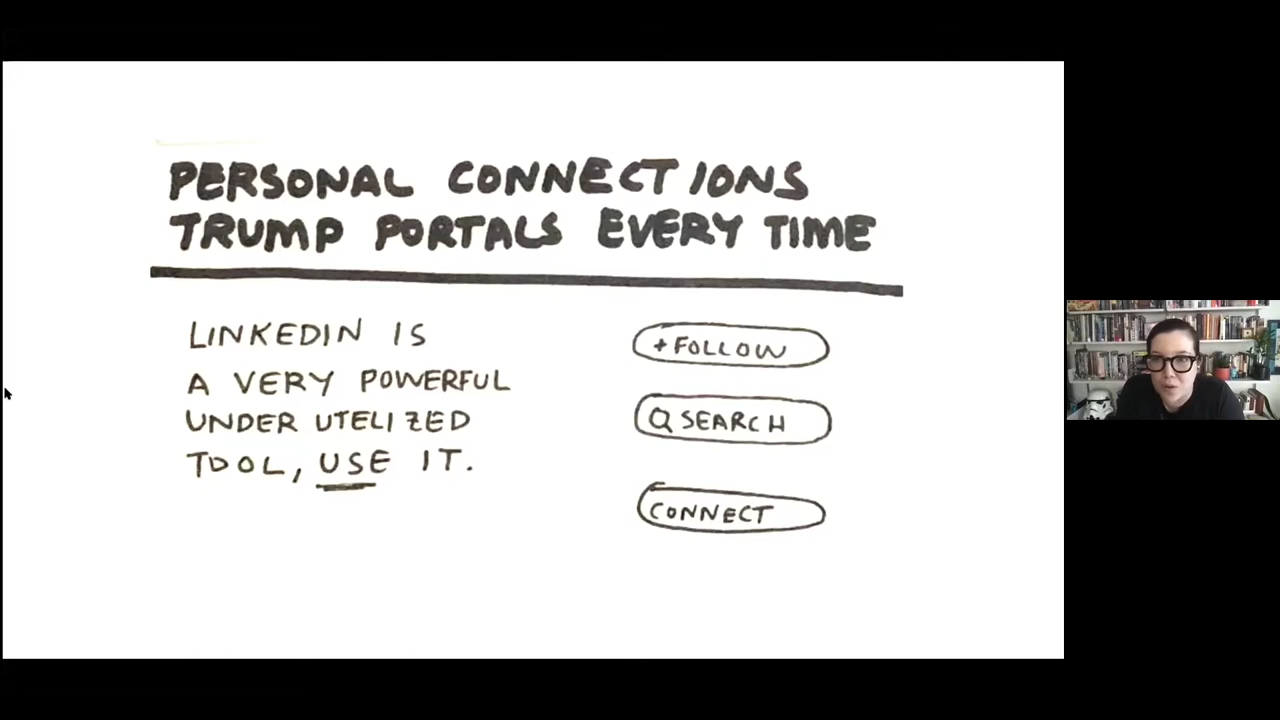 PERSONAL CONNECTIONS
TRUMP PORTALS EVERY TIME
LINKEDIN IS
A VERY POWERFUL
UNDER UTELIZED
TOOL, USE IT.
+FOLLOW
SEARCH
CONNECT